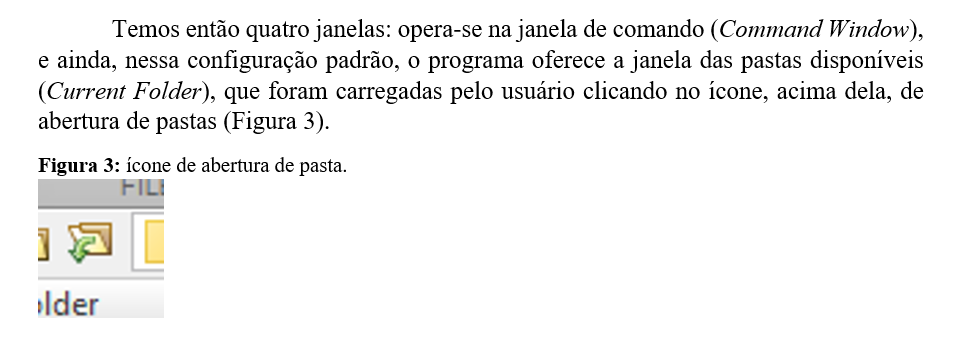 Temos então quatro janelas: opera-se na janela de comando (Command Window),
e ainda, nessa configuração padrão, o programa oferece a janela das pastas disponíveis
(Current Folder), que foram carregadas pelo usuário clicando no ícone, acima dela, de
abertura de pastas (Figura 3).
Figura 3: ícone de abertura de pasta.
FILE
older